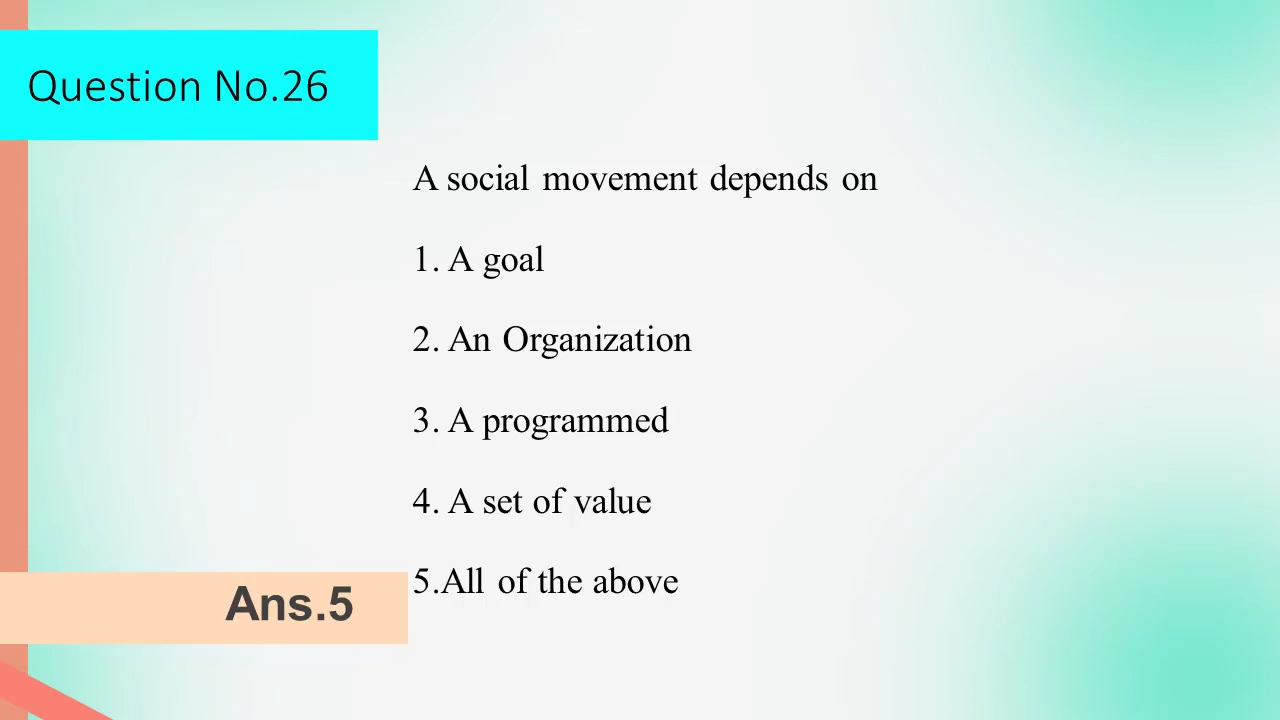 Question No.26
A social movement depends on
1. A goal
2. An Organization
3. A programmed
4. A set of value
5.All of the above
Ans.5